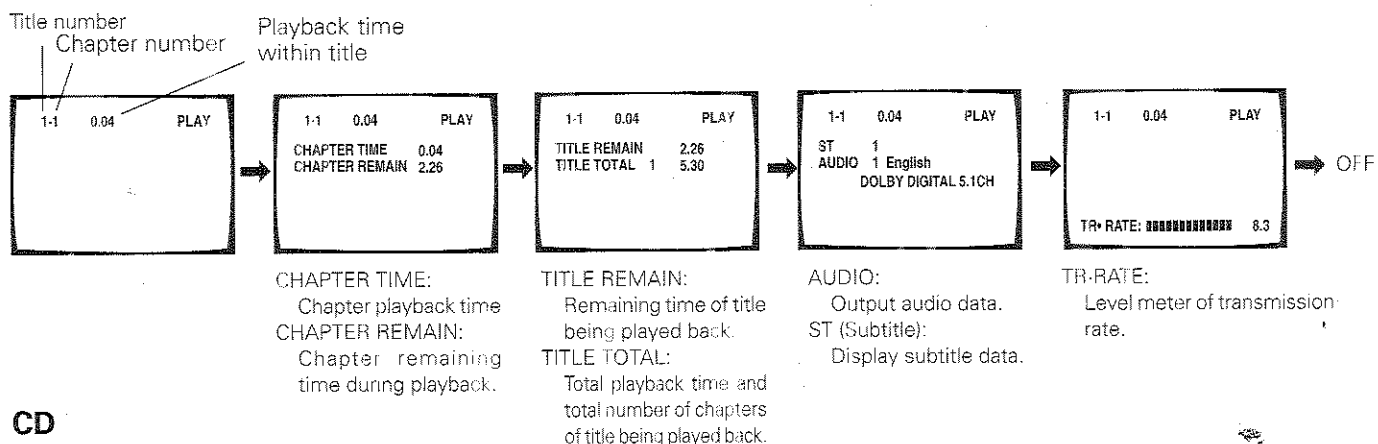 Title number
Chapter number
Playback time
within title
1-1 0.04 PLAY
1-1 0.04 PLAY
CHAPTER TIME 0.04
CHAPTER REMAIN 2.26
1-1 0.04 PLAY
TITLE REMAIN 2.26
TITLE TOTAL 1 5.30
1-1 0.04 PLAY
ST 1
AUDIO 1 English
DOLBY DIGITAL 5.1CH
1-1 0.04 PLAY
TR• RATE: 8.3
OFF
CHAPTER TIME:
Chapter playback time
CHAPTER REMAIN:
Chapter remaining
time during playback.
TITLE REMAIN:
Remaining time of title
being played back.
TITLE TOTAL:
Total playback time and
total number of chapters
of title being played back.
AUDIO:
Output audio data.
ST (Subtitle):
Display subtitle data.
TR-RATE:
Level meter of transmission
rate.
CD